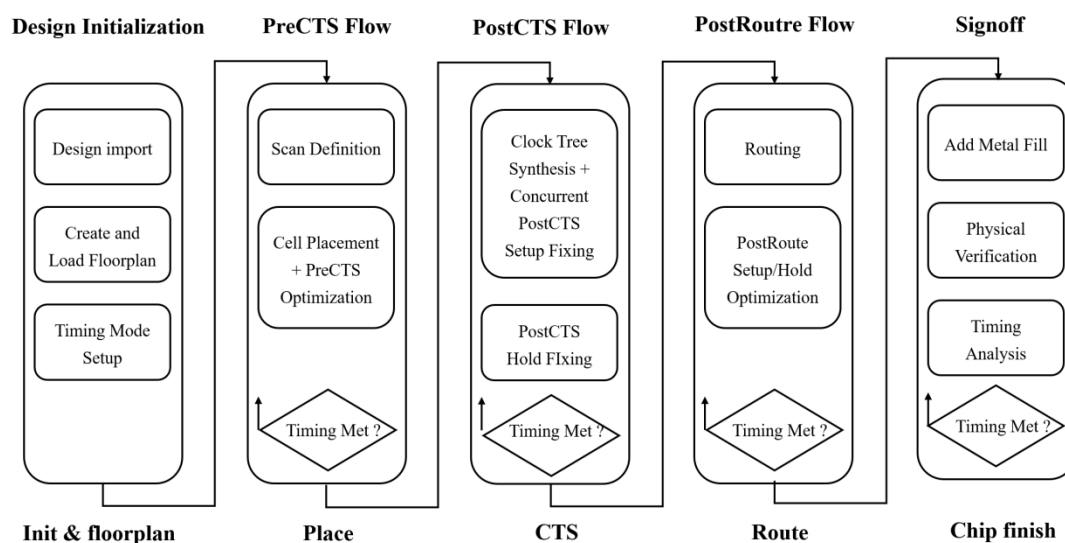 Design Initialization
PreCTS Flow
PostCTS Flow
PostRoutre Flow
Signoff
Design import
Create and
Load Floorplan
Timing Mode
Setup
Scan Definition
Cell Placement
+ PreCTS
Optimization
Timing Met ?
Clock Tree
Synthesis +
Concurrent
PostCTS
Setup Fixing
PostCTS
Hold FIxing
Timing Met ?
Routing
PostRoute
Setup/Hold
Optimization
Timing Met ?
Add Metal Fill
Physical
Verification
Timing
Analysis
Timing Met ?
Init & floorplan
Place
CTS
Route
Chip finish